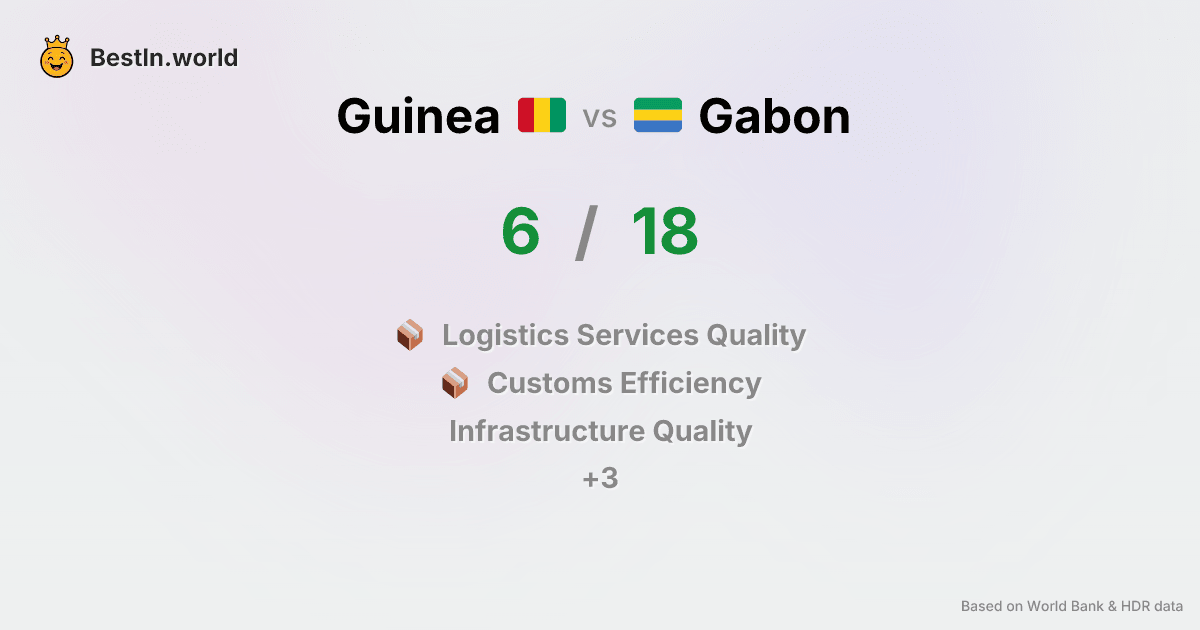 BestIn.world
Guinea vs Gabon
6 / 18
Logistics Services Quality
Customs Efficiency
Infrastructure Quality
+3
Based on World Bank & HDR data